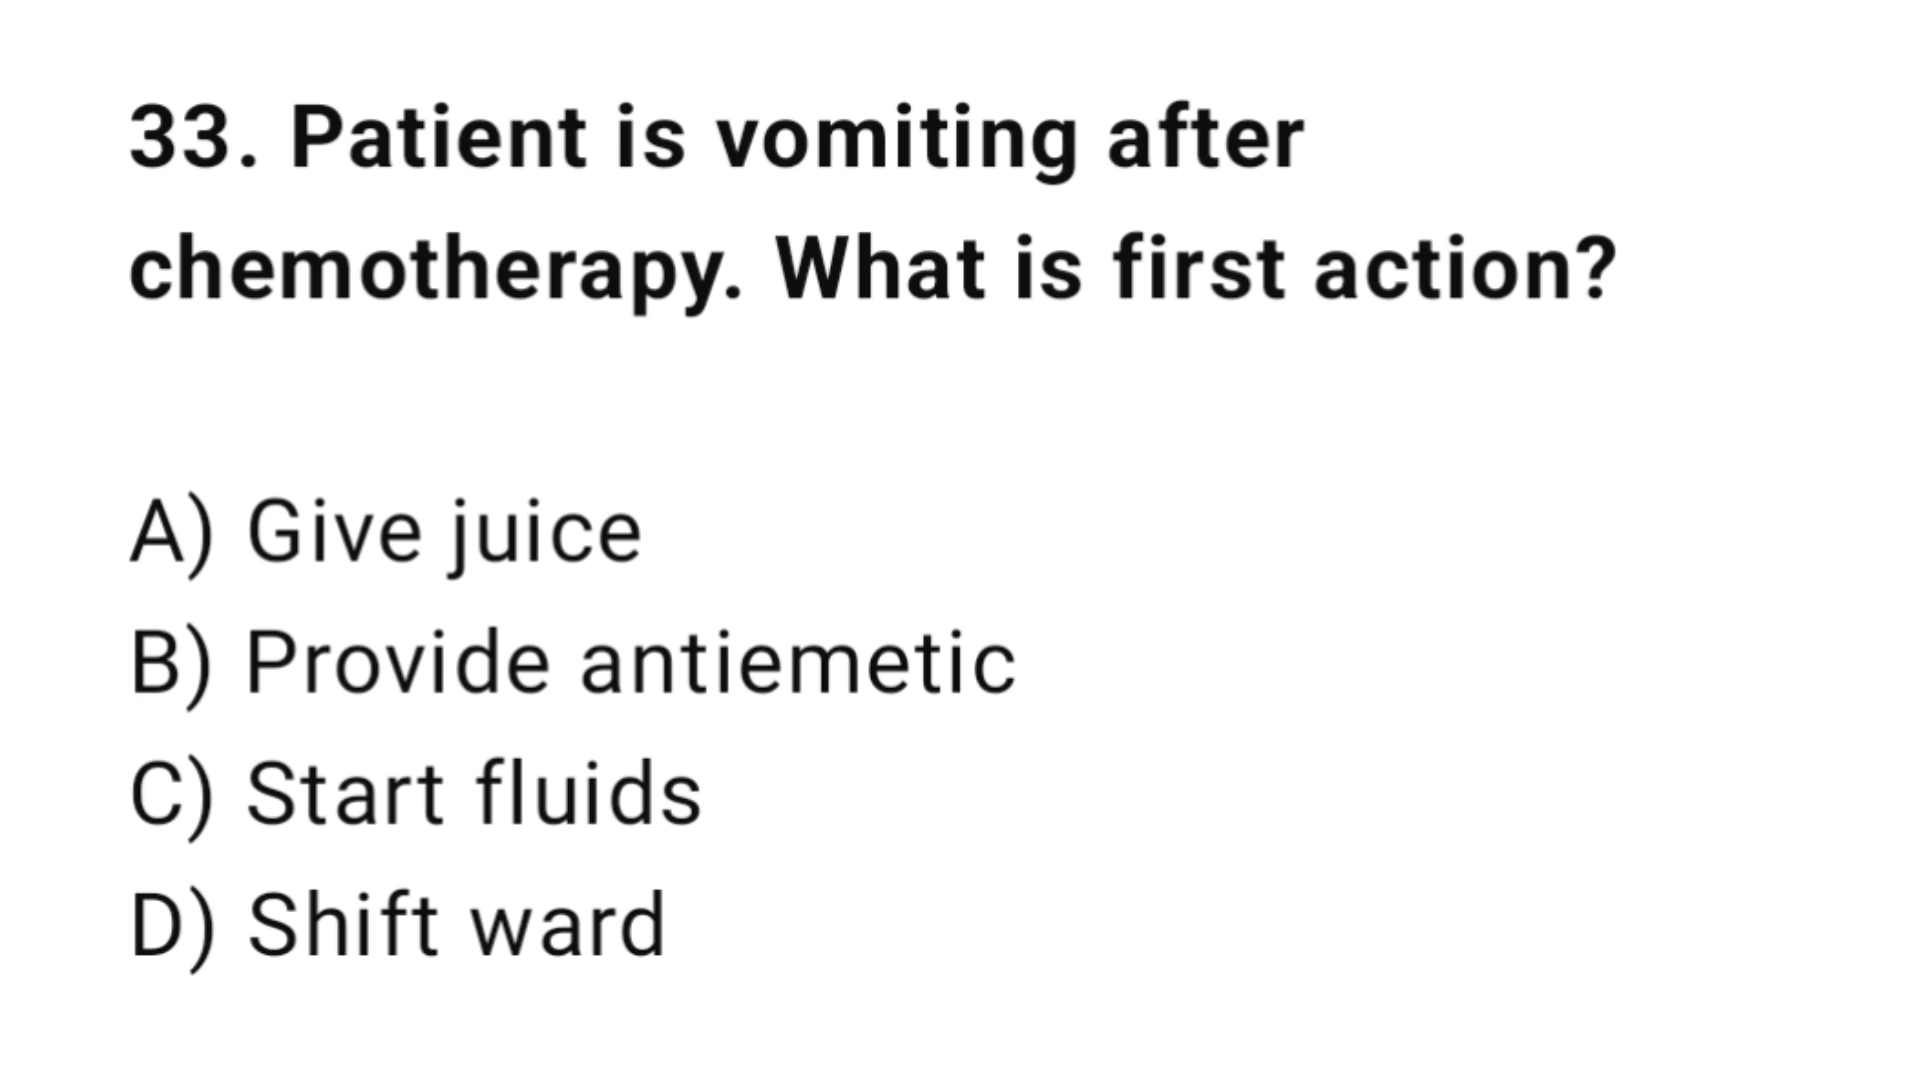 33. Patient is vomiting after
chemotherapy. What is first action?
A) Give juice
B) Provide antiemetic
C) Start fluids
D) Shift ward